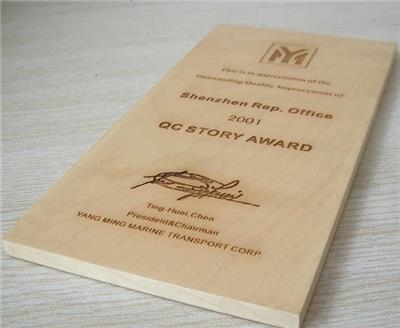 This is in appreciation of the
Outstanding Quality Improvement of
Shenzhen Rep. Office
2001
QC STORY AWARD
Ting-Huei,Chen
President&Chairman
YANG MING MARINE TRANSPORT CORP.